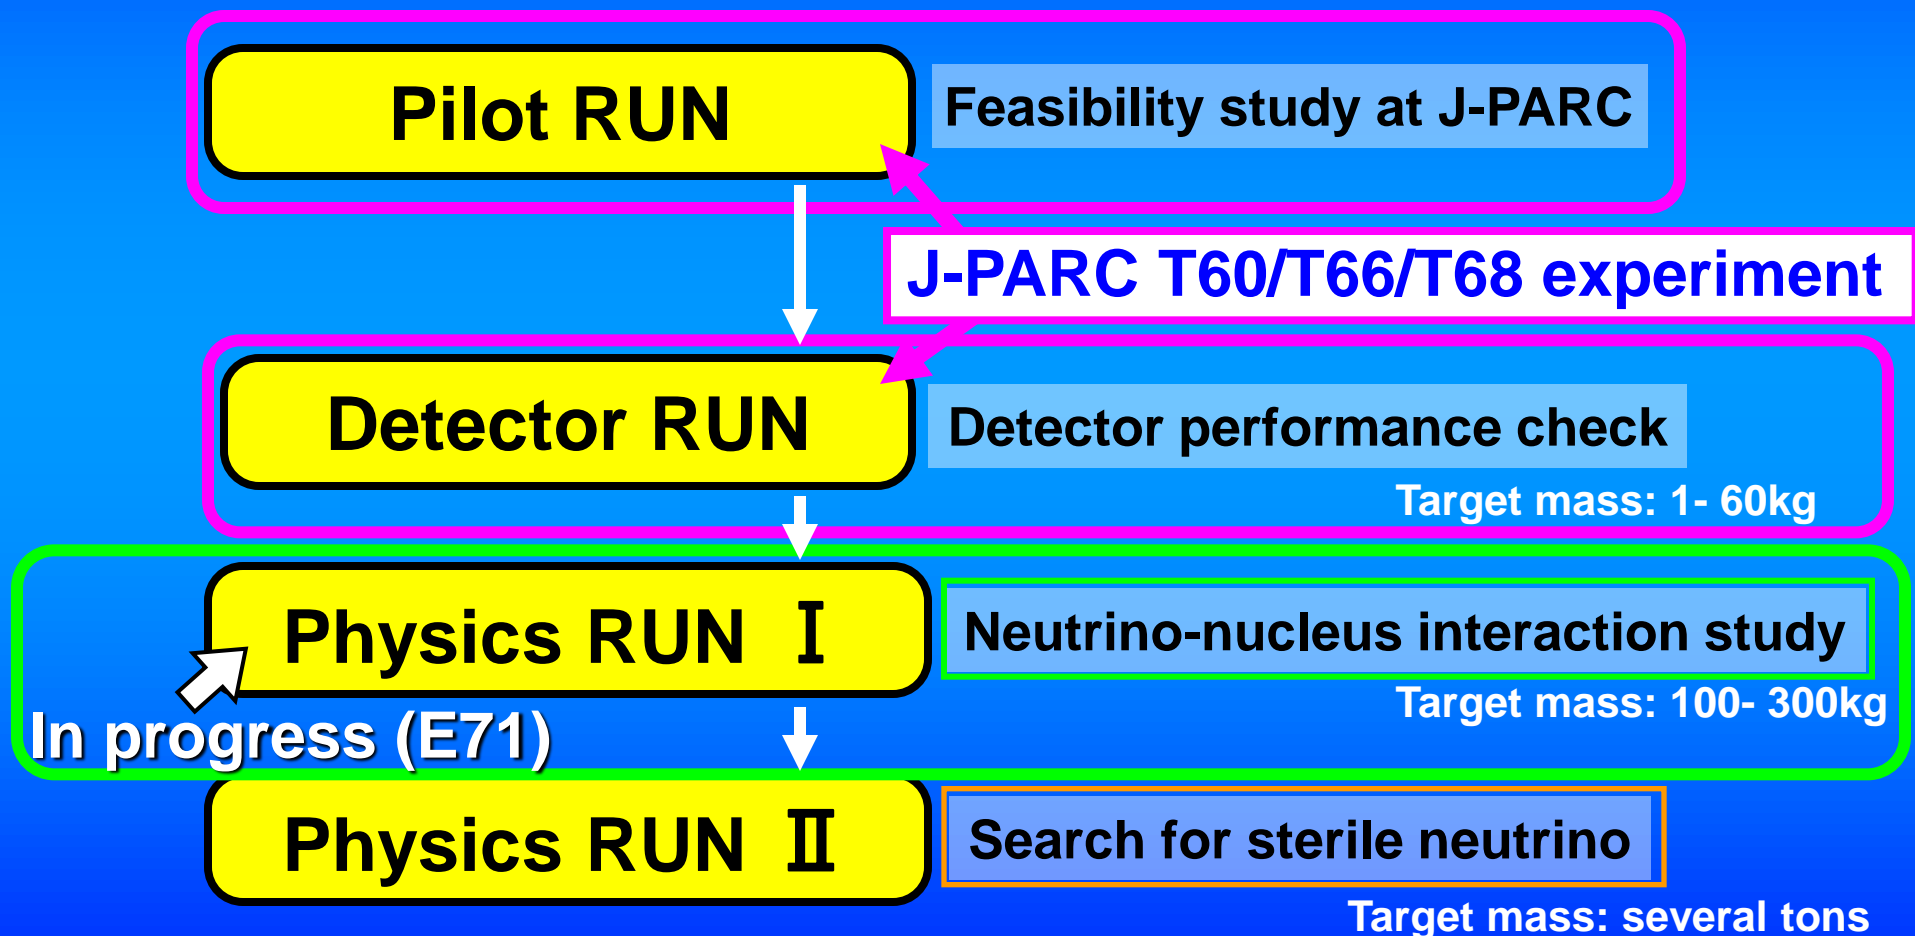 Pilot RUN
Feasibility study at J-PARC
J-PARC T60/T66/T68 experiment
Detector RUN
Detector performance check
Target mass: 1- 60kg
Physics RUN Ⅰ
Neutrino-nucleus interaction study
Target mass: 100- 300kg
In progress (E71)
Physics RUN Ⅱ
Search for sterile neutrino
Target mass: several tons